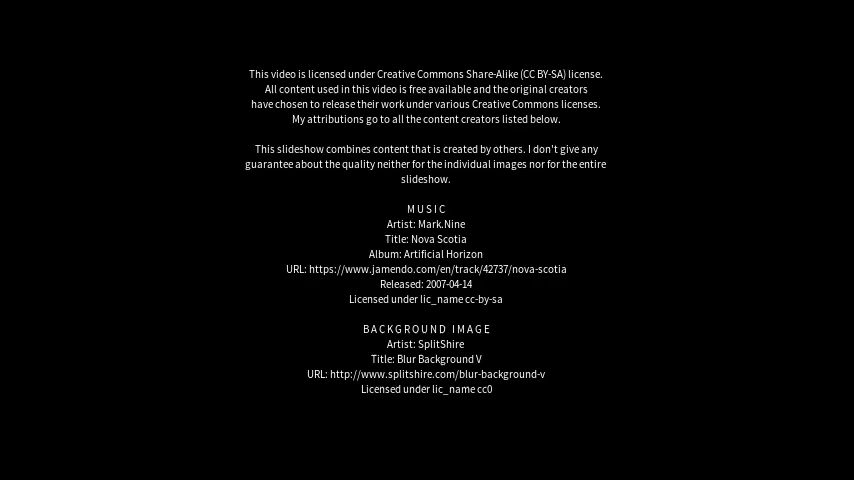 This video is licensed under Creative Commons Share-Alike (CC BY-SA) license.
All content used in this video is free available and the original creators
have chosen to release their work under various Creative Commons licenses.
My attributions go to all the content creators listed below.
This slideshow combines content that is created by others. I don't give any
guarantee about the quality neither for the individual images nor for the entire
slideshow.
MUSIC
Artist: Mark.Nine
Title: Nova Scotia
Album: Artificial Horizon
URL: https://www.jamendo.com/en/track/42737/nova-scotia
Released: 2007-04-14
Licensed under lic_name cc-by-sa
BACKGROUND IMAGE
Artist: SplitShire
Title: Blur Background V
URL: http://www.splitshire.com/blur-background-v
Licensed under lic_name cc0